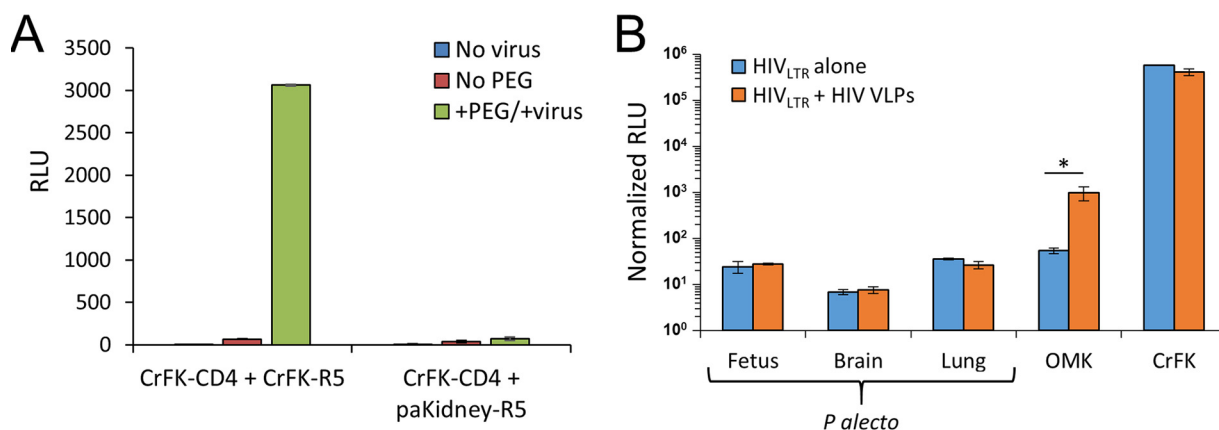 A
RLU
3500
3000
2500
2000
1500
1000
500
0
No virus
No PEG
+PEG/+virus
CrFK-CD4 + CrFK-R5
CrFK-CD4 +
paKidney-R5
B
Normalized RLU
10⁶
10⁵
10⁴
10³
10²
10¹
10⁰
HIV_LTR alone
HIV_LTR + HIV VLPs
*
Fetus
Brain
Lung
OMK
CrFK
P alecto